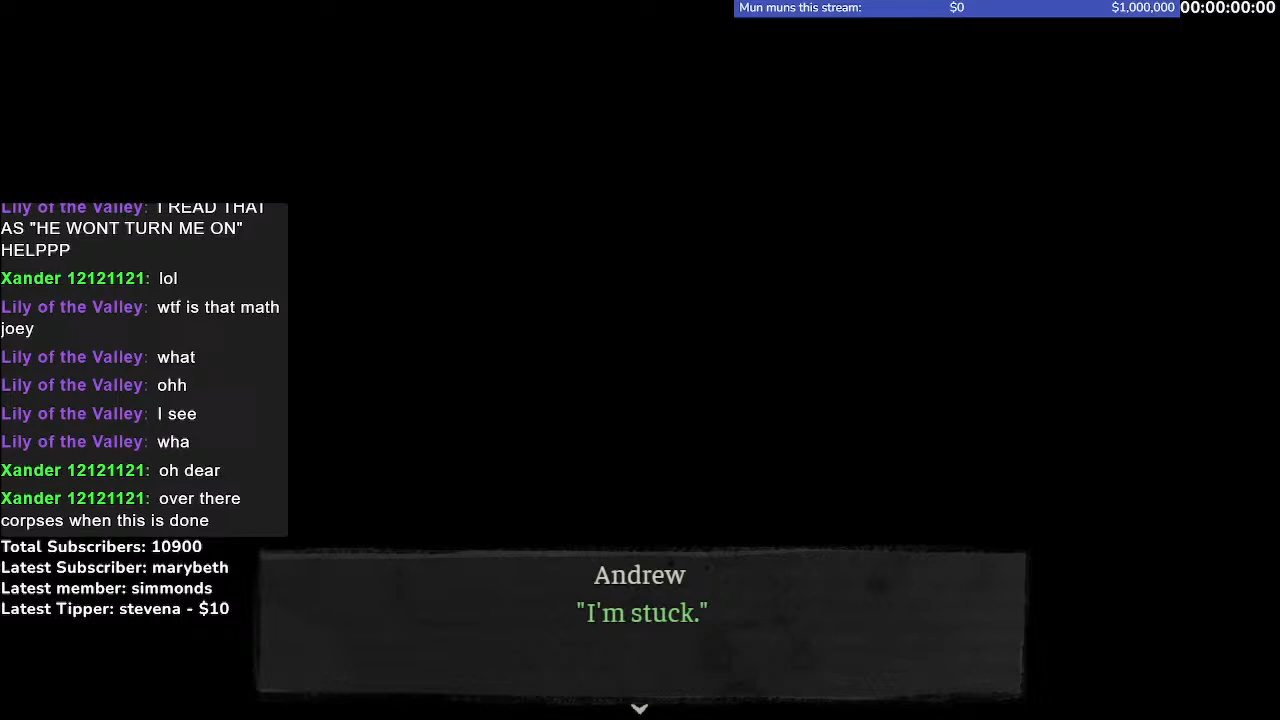 Mun muns this stream: $0 $1,000,000 00:00:00:00
Lily of the Valley: I READ THAT
AS "HE WONT TURN ME ON"
HELPPP
Xander 12121121: lol
Lily of the Valley: wtf is that math
joey
Lily of the Valley: what
Lily of the Valley: ohh
Lily of the Valley: I see
Lily of the Valley: wha
Xander 12121121: oh dear
Xander 12121121: over there
corpses when this is done
Total Subscribers: 10900
Latest Subscriber: marybeth
Latest member: simmonds
Latest Tipper: stevena - $10
Andrew
"I'm stuck."